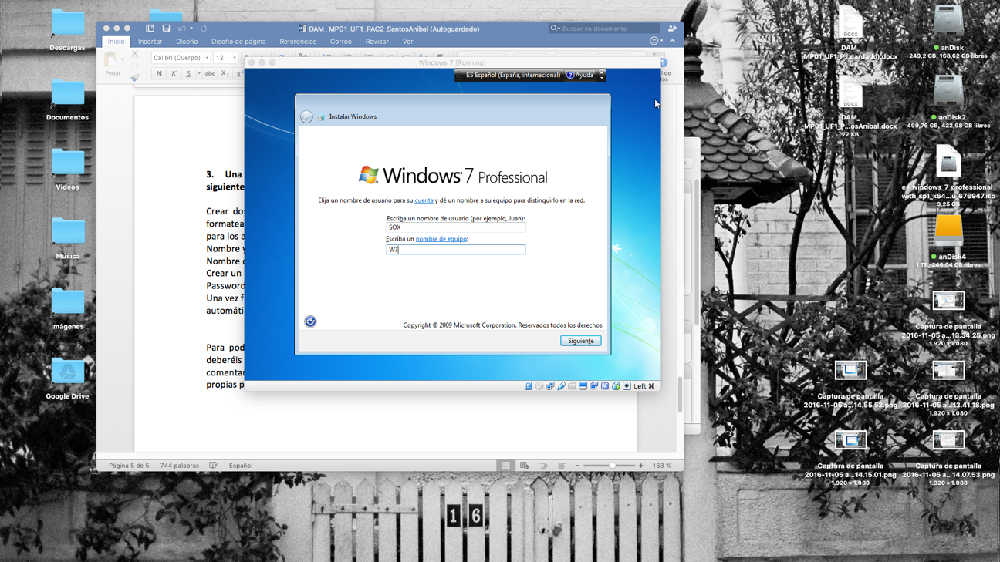 Descargas
Documentos
Vídeos
Música
Imágenes
Google Drive
DAM_ MP01_UF1_PAC2_SantosAnibal (Autoguardado)
Buscar en documento
Inicio
Insertar
Diseño
Diseño de página
Referencias
Correo
Revisar
Ver
Pegar
Calibri (Cuerpo)
12
N K S abc X2
3. Una
siguiente
Crear do
formatea
para los a
Nombre y
Nombre
Crear un
Password
Una vez f
automáti
Para pod
deberéis
comentar
propias p
Windows 7 [Running]
ES Español (España, internacional)
Ayuda
Instalar Windows
Windows 7 Professional
Elija un nombre de usuario para su cuenta y dé un nombre a su equipo para distinguirlo en la red.
Escriba un nombre de usuario (por ejemplo, Juan):
SOX
Escriba un nombre de equipo:
W7
Copyright © 2009 Microsoft Corporation. Reservados todos los derechos.
Siguiente
Left ⌘
Página 5 de 5
744 palabras
Español
163 %
16
DOCX
DAM_
MP01_UF1_P...guardado).docx
2 MB
DOCX
DAM_
MP01_UF1_P...osAnibal.docx
72 KB
anDisk
249,2 GB, 168,62 GB libres
anDisk2
499,76 GB, 422,98 GB libres
es_windows_7_professional_
with_sp1_x64...u_676947.iso
3,25 GB
anDisk4
1 TB, 246,04 GB libres
Captura de pantalla
2016-11-05 a...13.34.25.png
1.920 × 1.080
Captura de pantalla
2016-11-05 a...14.55.52.png
1.920 × 1.080
Captura de pantalla
2016-11-05 a...13.41.18.png
1.920 × 1.080
Captura de pantalla
2016-11-05 a...14.15.01.png
1.920 × 1.080
Captura de pantalla
2016-11-05 a...14.07.53.png
1.920 × 1.080